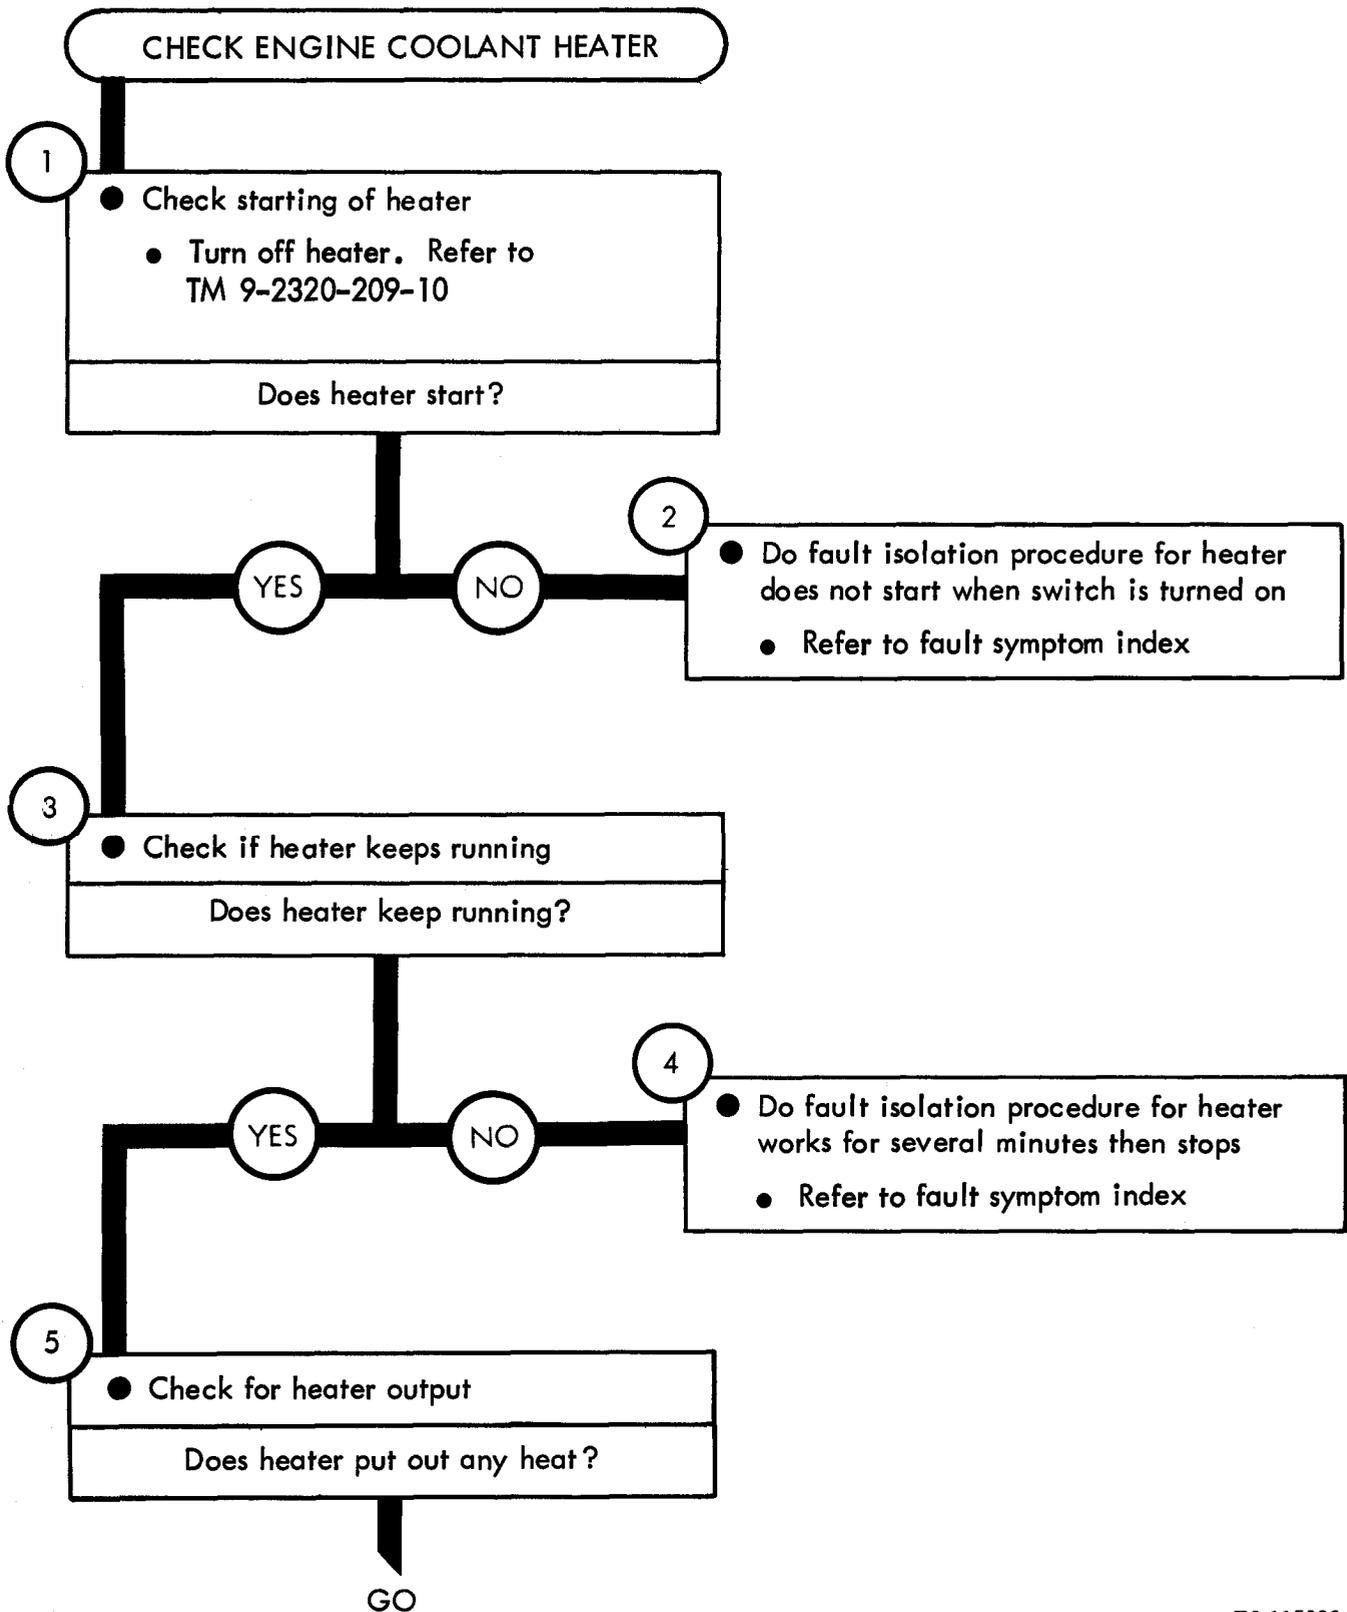 CHECK ENGINE COOLANT HEATER
1
● Check starting of heater
● Turn off heater. Refer to
TM 9-2320-209-10
Does heater start?
YES
NO
2
● Do fault isolation procedure for heater
does not start when switch is turned on
● Refer to fault symptom index
3
● Check if heater keeps running
Does heater keep running?
YES
NO
4
● Do fault isolation procedure for heater
works for several minutes then stops
● Refer to fault symptom index
5
● Check for heater output
Does heater put out any heat?
GO